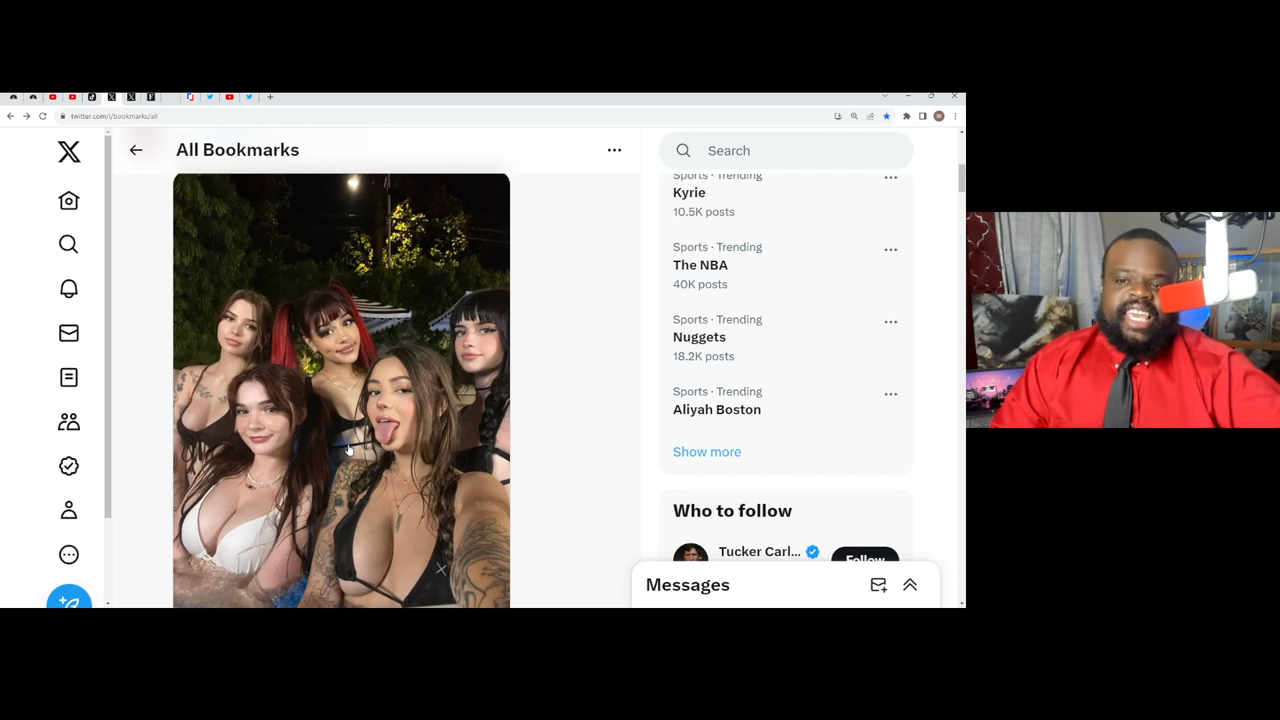 twitter.com/i/bookmarks/all
All Bookmarks
Search
Sports · Trending
Kyrie
10.5K posts
Sports · Trending
The NBA
40K posts
Sports · Trending
Nuggets
18.2K posts
Sports · Trending
Aliyah Boston
Show more
Who to follow
Tucker Carl...
Follow
Messages